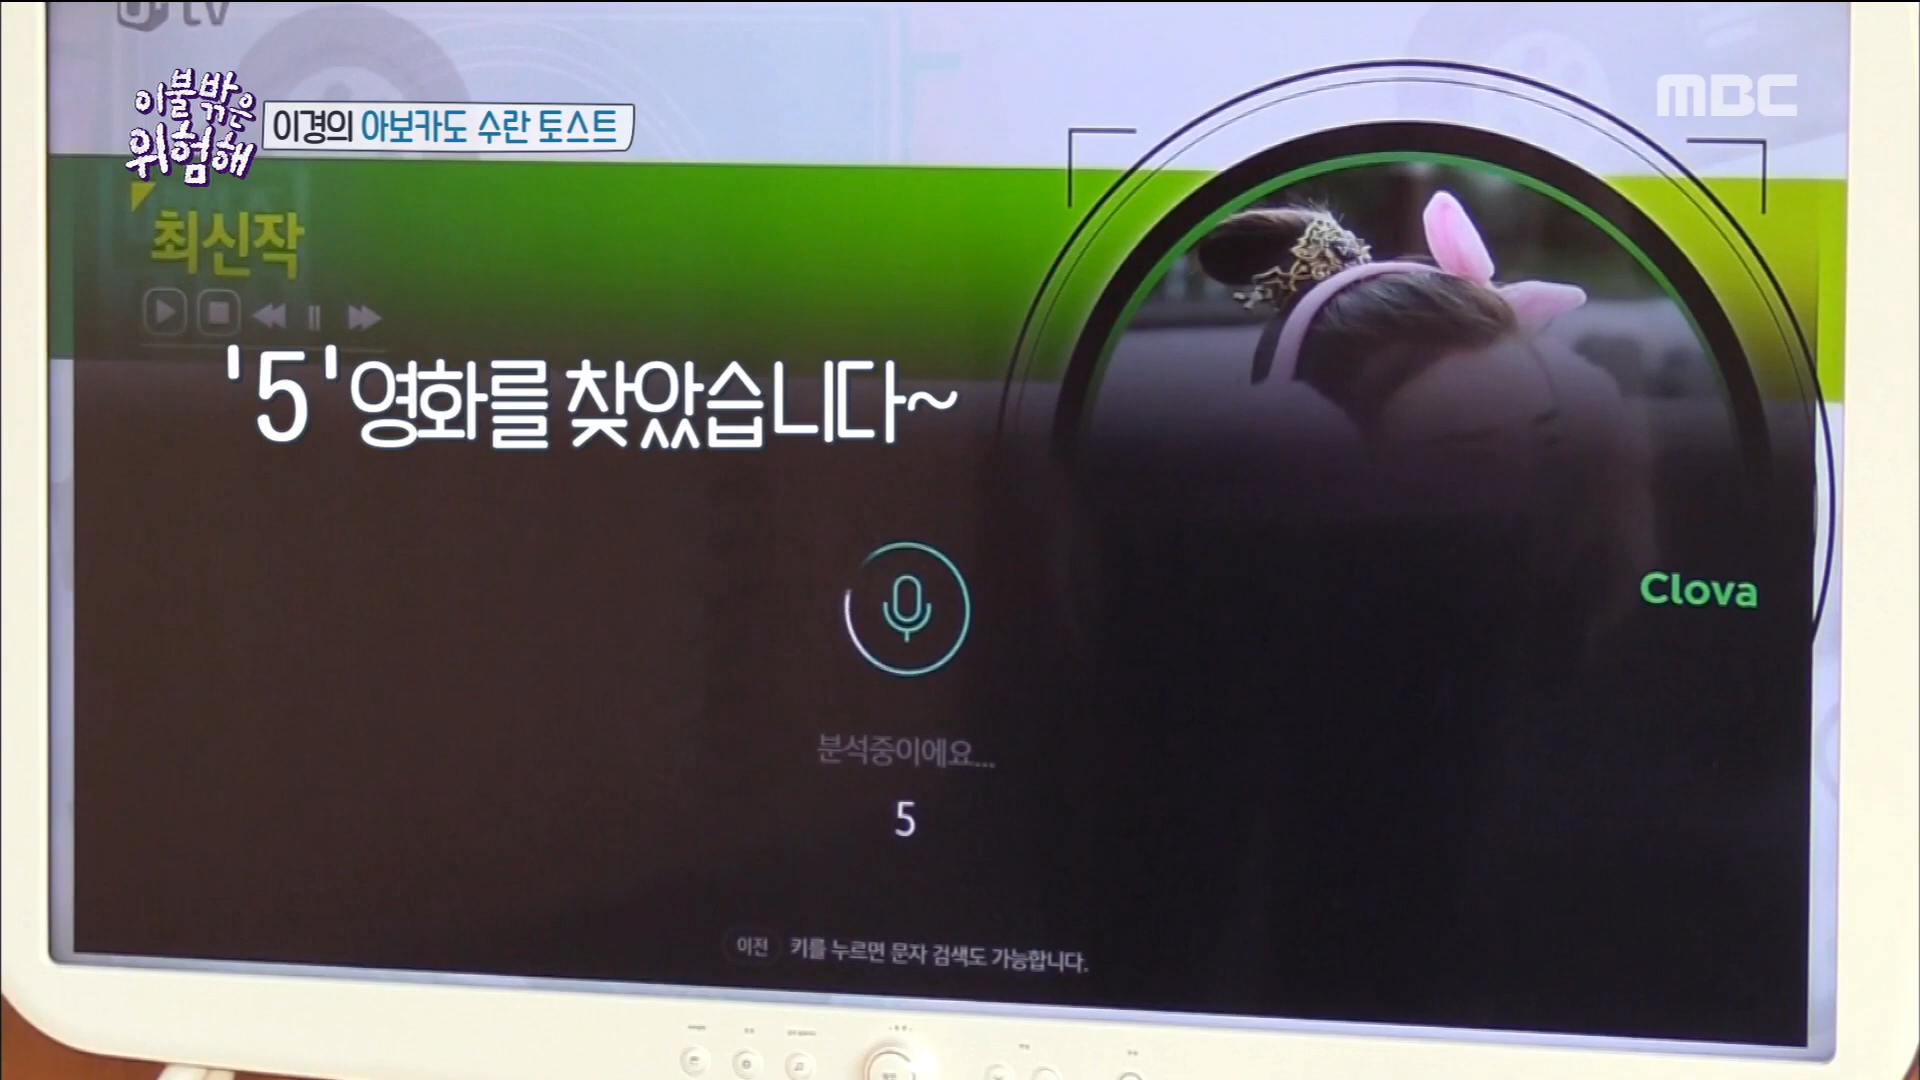 tv
이불 밖은
위험해
이경의 아보카도 수란 토스트
MBC
최신작
'5' 영화를 찾았습니다~
Clova
분석중이에요...
5
이전 키를 누르면 문자 검색도 가능합니다.